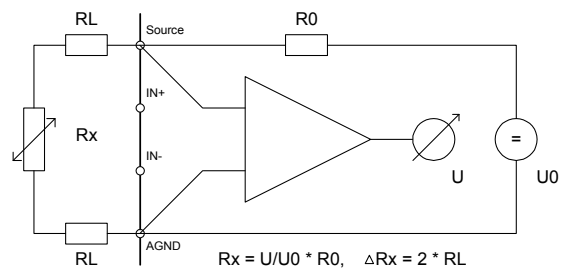 RL
Source
R0
IN+
Rx
IN-
=
U
U0
RL
AGND
Rx = U/U0 * R0, ΔRx = 2 * RL